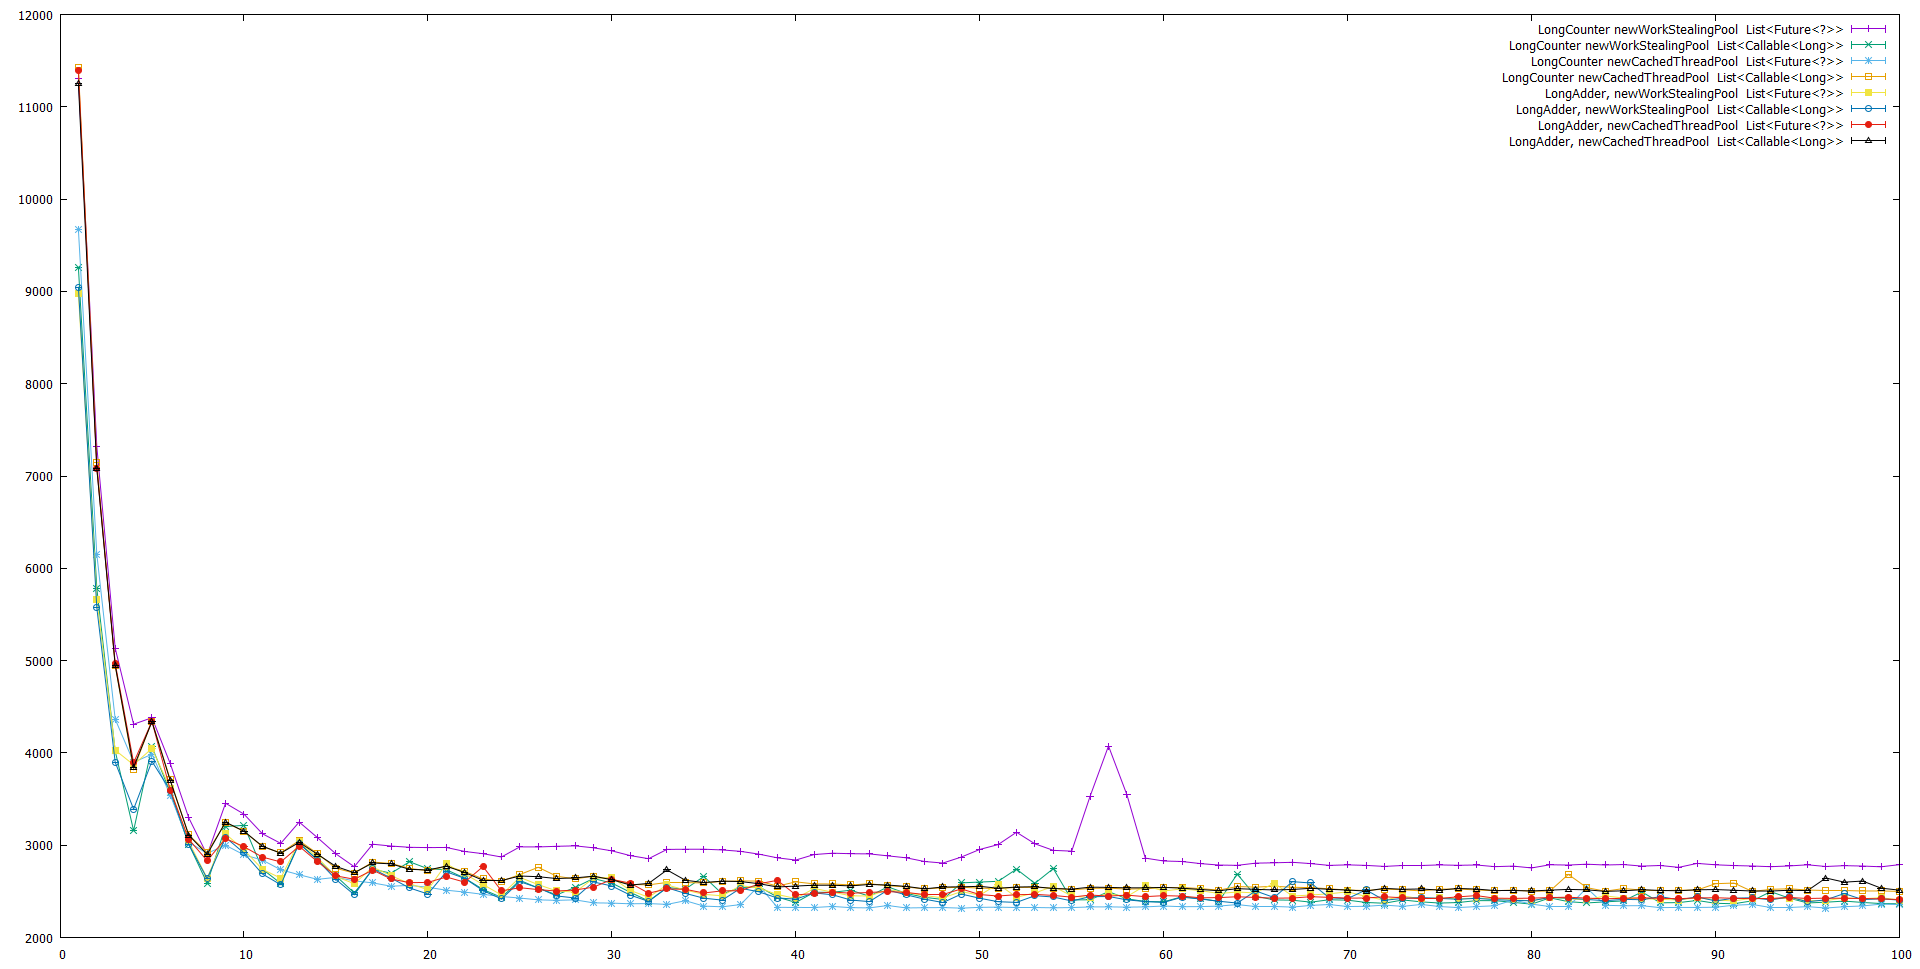 12000
11000
10000
9000
8000
7000
6000
5000
4000
3000
2000
LongCounter newWorkStealingPool List<Future<?>>
LongCounter newWorkStealingPool List<Callable<Long>>
LongCounter newCachedThreadPool List<Future<?>>
LongCounter newCachedThreadPool List<Callable<Long>>
LongAdder, newWorkStealingPool List<Future<?>>
LongAdder, newWorkStealingPool List<Callable<Long>>
LongAdder, newCachedThreadPool List<Future<?>>
LongAdder, newCachedThreadPool List<Callable<Long>>
0 10 20 30 40 50 60 70 80 90 100